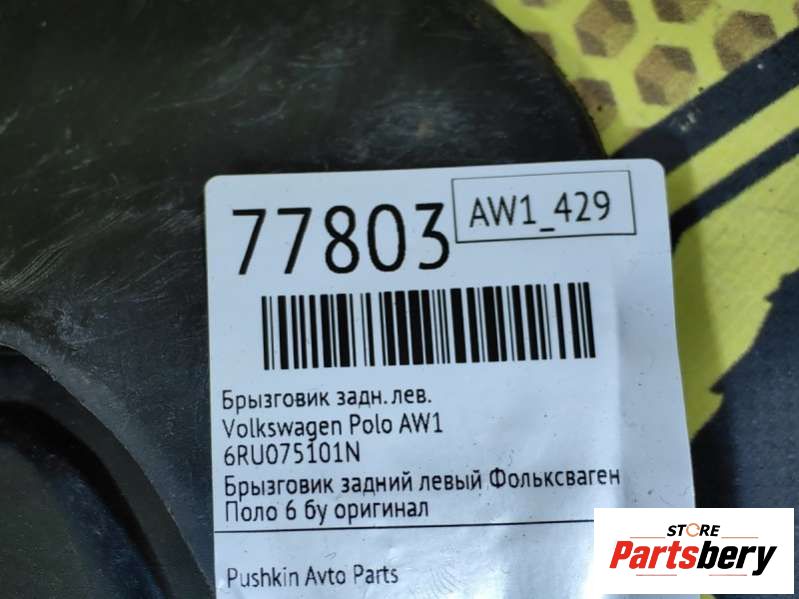 77803
AW1_429
Брызговик задн. лев.
Volkswagen Polo AW1
6RU075101N
Брызговик задний левый Фольксваген
Поло 6 бу оригинал
Pushkin Avto Parts
STORE
Partsbery